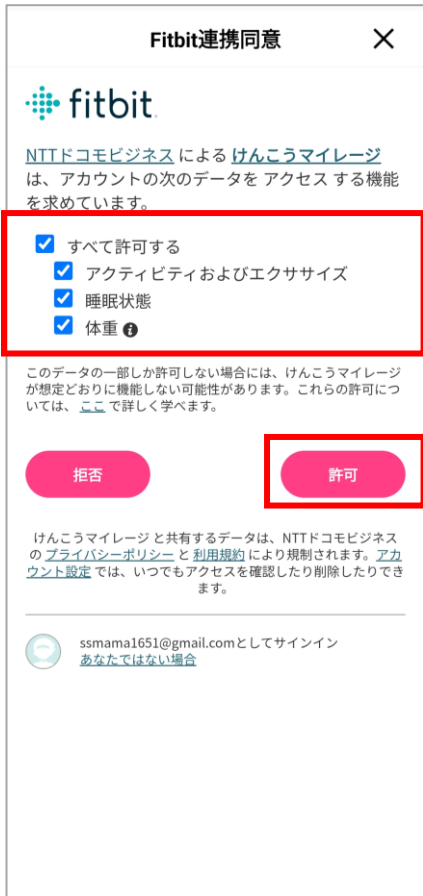 Fitbit連携同意
fitbit.
NTTドコモビジネス による けんこうマイレージ
は、アカウントの次のデータを アクセス する機能
を求めています。
すべて許可する
アクティビティおよびエクササイズ
睡眠状態
体重
このデータの一部しか許可しない場合には、けんこうマイレージ
が想定どおりに機能しない可能性があります。これらの許可につ
いては、 ここ で詳しく学べます。
拒否
許可
けんこうマイレージ と共有するデータは、NTTドコモビジネス
の プライバシーポリシー と 利用規約 により規制されます。アカ
ウント設定 では、いつでもアクセスを確認したり削除したりでき
ます。
ssmama1651@gmail.comとしてサインイン
あなたではない場合